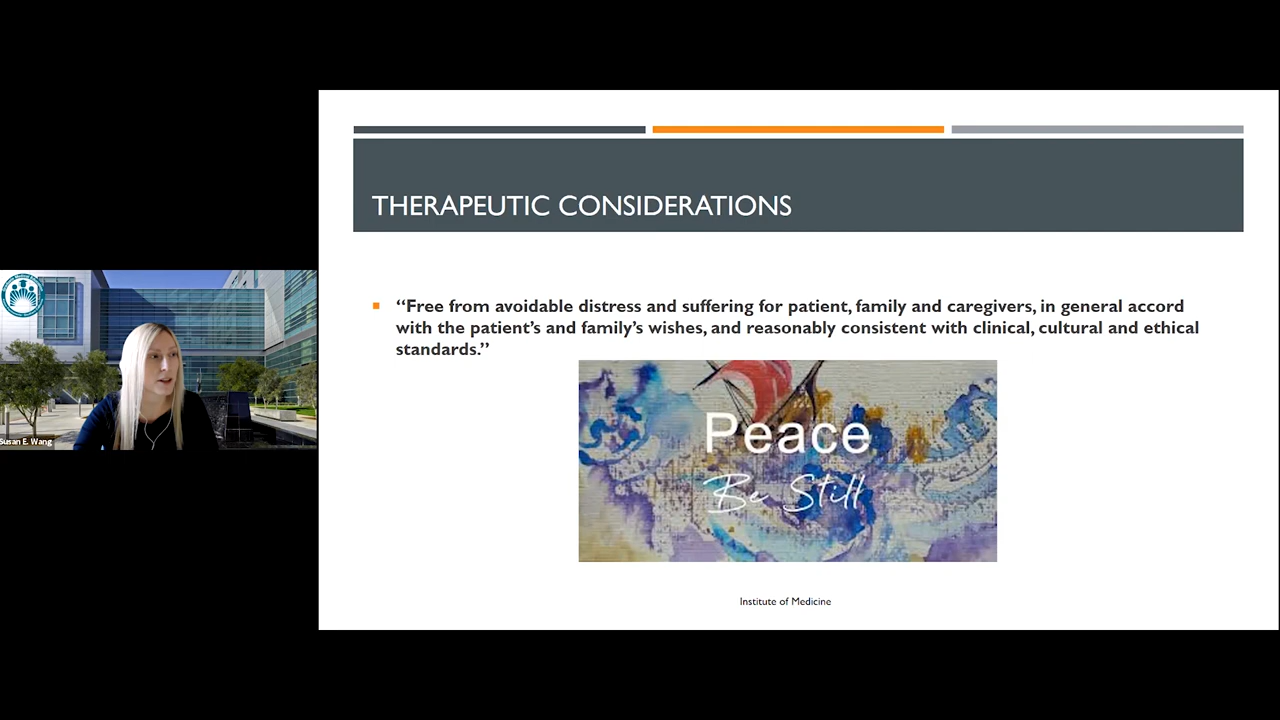 THERAPEUTIC CONSIDERATIONS
“Free from avoidable distress and suffering for patient, family and caregivers, in general accord
with the patient’s and family’s wishes, and reasonably consistent with clinical, cultural and ethical
standards.”
Peace
Be Still
Institute of Medicine
Susan E. Wang